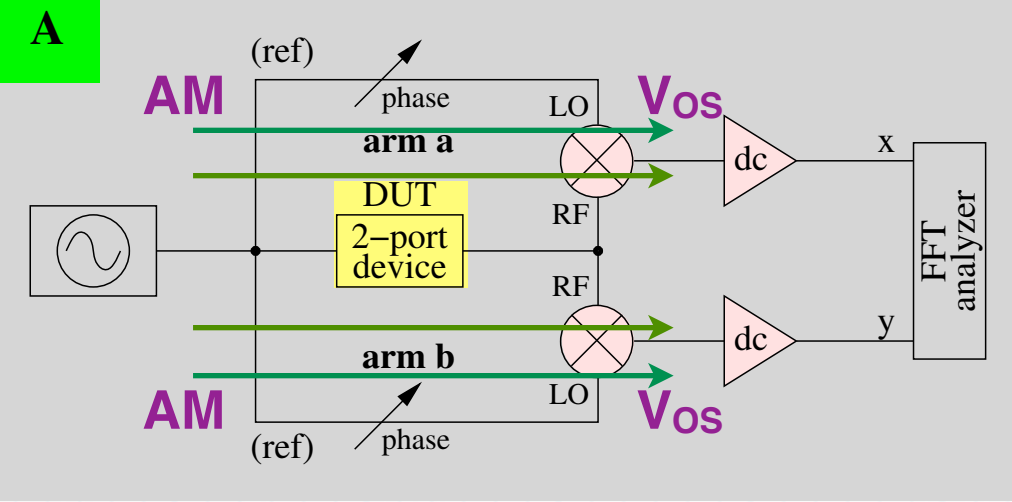 A
(ref)
AM
phase
LO
VOS
arm a
dc
x
DUT
RF
2−port
device
FFT
analyzer
RF
dc
y
arm b
LO
AM
VOS
(ref)
phase